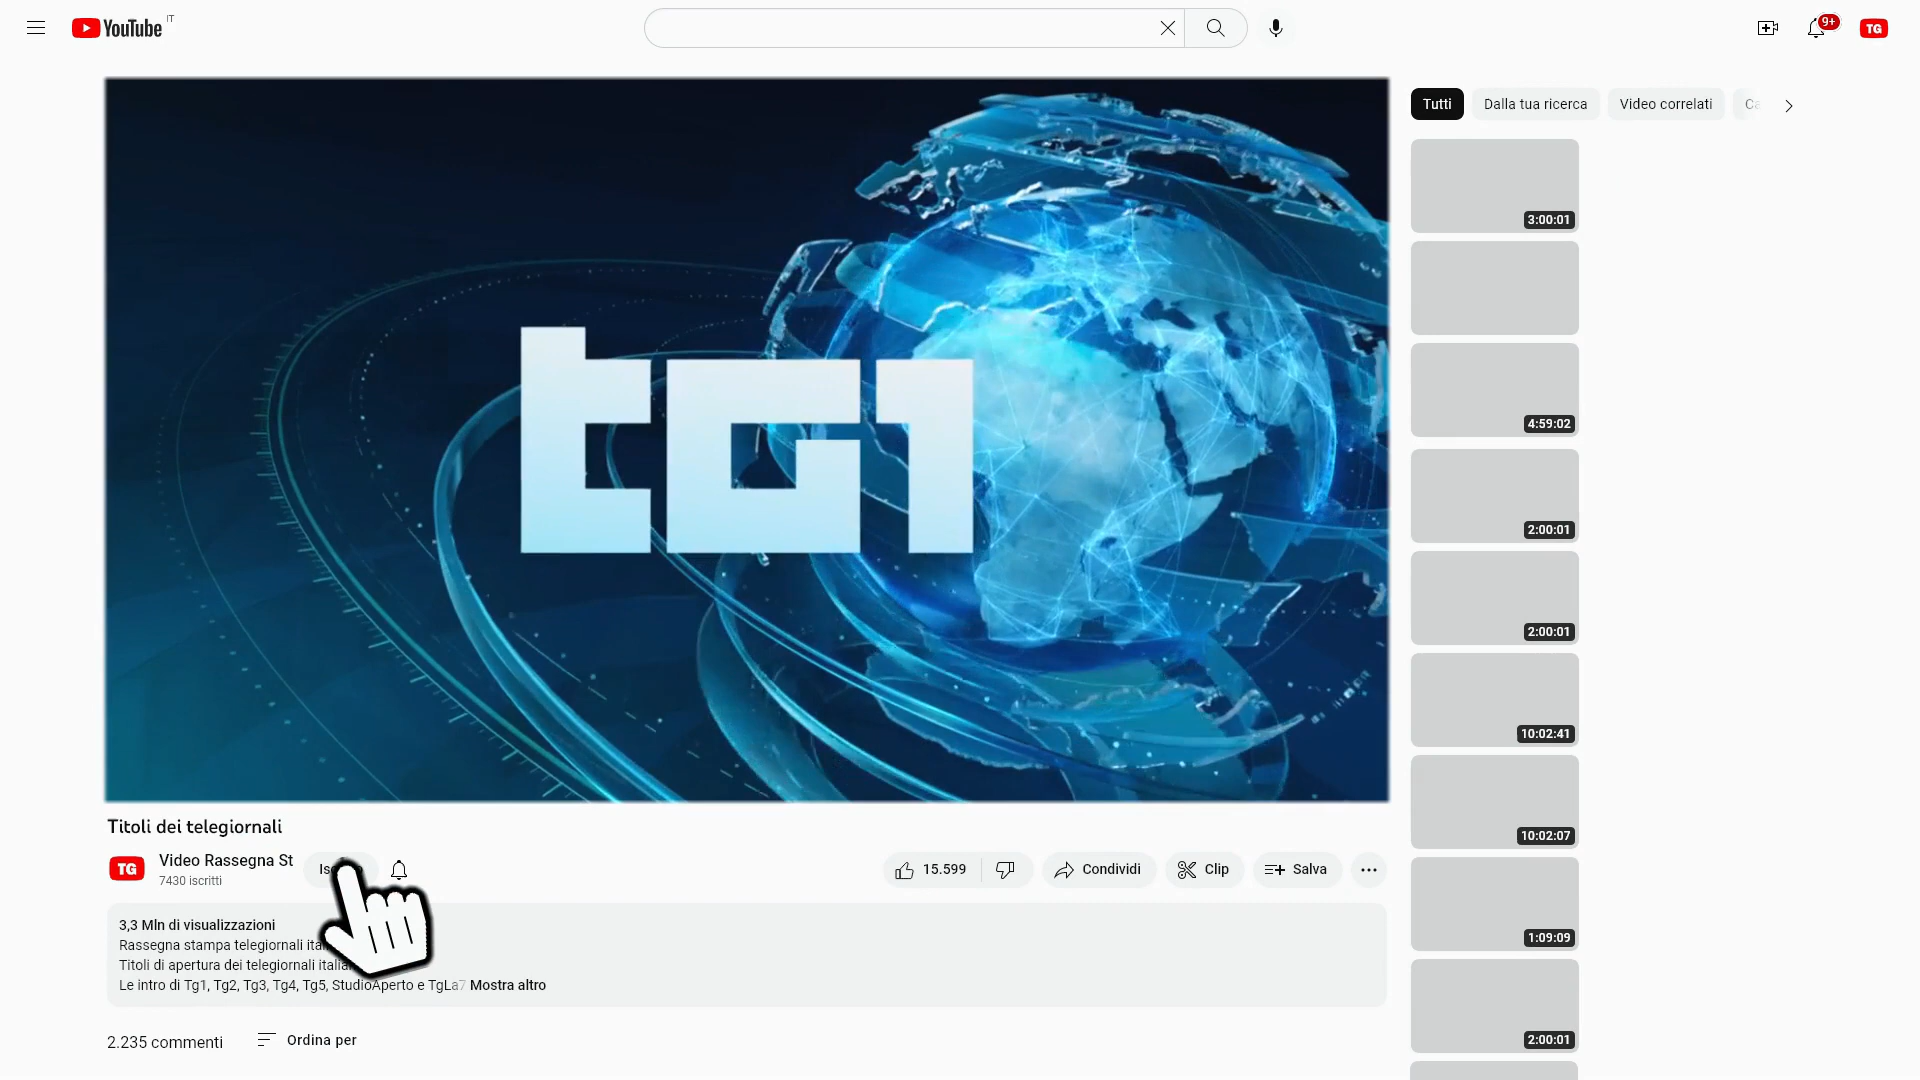 YouTube IT
9+
TG
Tutti
Dalla tua ricerca
Video correlati
tG1
3:00:01
4:59:02
2:00:01
2:00:01
10:02:41
10:02:07
1:09:09
2:00:01
Titoli dei telegiornali
TG
Video Rassegna St
7430 iscritti
15.599
Condividi
Clip
Salva
3,3 Mln di visualizzazioni
Rassegna stampa telegiornali
Titoli di apertura dei telegiornali
Le intro di Tg1, Tg2, Tg3, Tg4, Tg5, StudioAperto e TgLa7 Mostra altro
2.235 commenti
Ordina per